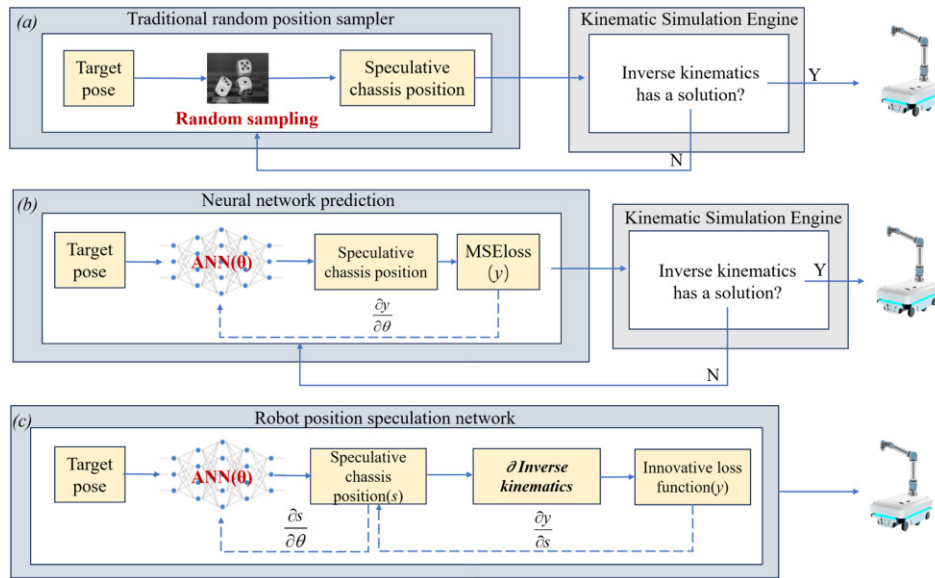 (a)
Traditional random position sampler
Target
pose
Random sampling
Speculative
chassis position
Kinematic Simulation Engine
Inverse kinematics
has a solution?
Y
N
(b)
Neural network prediction
Target
pose
ANN(θ)
Speculative
chassis position
MSEloss
(y)
∂y
∂θ
Kinematic Simulation Engine
Inverse kinematics
has a solution?
Y
N
(c)
Robot position speculation network
Target
pose
ANN(θ)
Speculative
chassis
position(s)
∂ Inverse
kinematics
Innovative loss
function(y)
∂s
∂θ
∂y
∂s